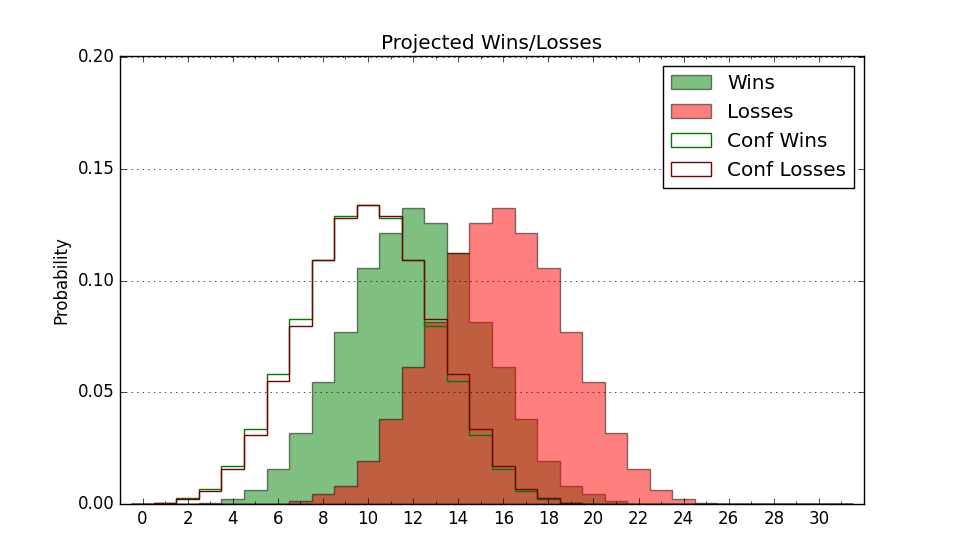 Projected Wins/Losses
0.20
0.15
0.10
0.05
0.00
Probability
Wins
Losses
Conf Wins
Conf Losses
0 2 4 6 8 10 12 14 16 18 20 22 24 26 28 30